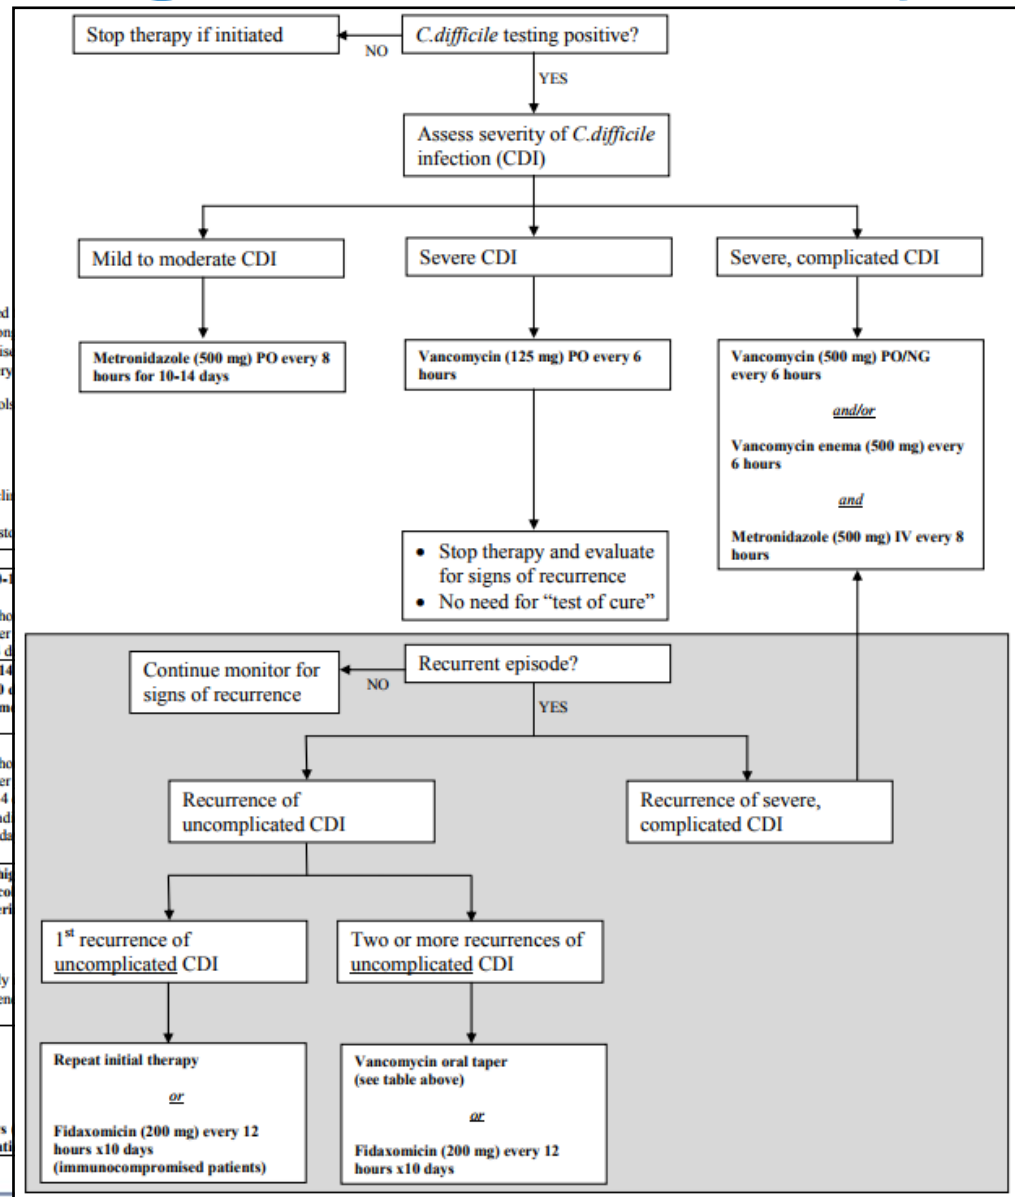 Stop therapy if initiated
C.difficile testing positive?
NO
YES
Assess severity of C.difficile
infection (CDI)
Mild to moderate CDI
Severe CDI
Severe, complicated CDI
Metronidazole (500 mg) PO every 8
hours for 10-14 days
Vancomycin (125 mg) PO every 6
hours
Vancomycin (500 mg) PO/NG
every 6 hours
and/or
Vancomycin enema (500 mg) every
6 hours
and
Metronidazole (500 mg) IV every 8
hours
• Stop therapy and evaluate
for signs of recurrence
• No need for “test of cure”
Continue monitor for
signs of recurrence
NO
Recurrent episode?
YES
Recurrence of
uncomplicated CDI
Recurrence of severe,
complicated CDI
1st recurrence of
uncomplicated CDI
Two or more recurrences of
uncomplicated CDI
Repeat initial therapy
or
Fidaxomicin (200 mg) every 12
hours x10 days
(immunocompromised patients)
Vancomycin oral taper
(see table above)
or
Fidaxomicin (200 mg) every 12
hours x10 days